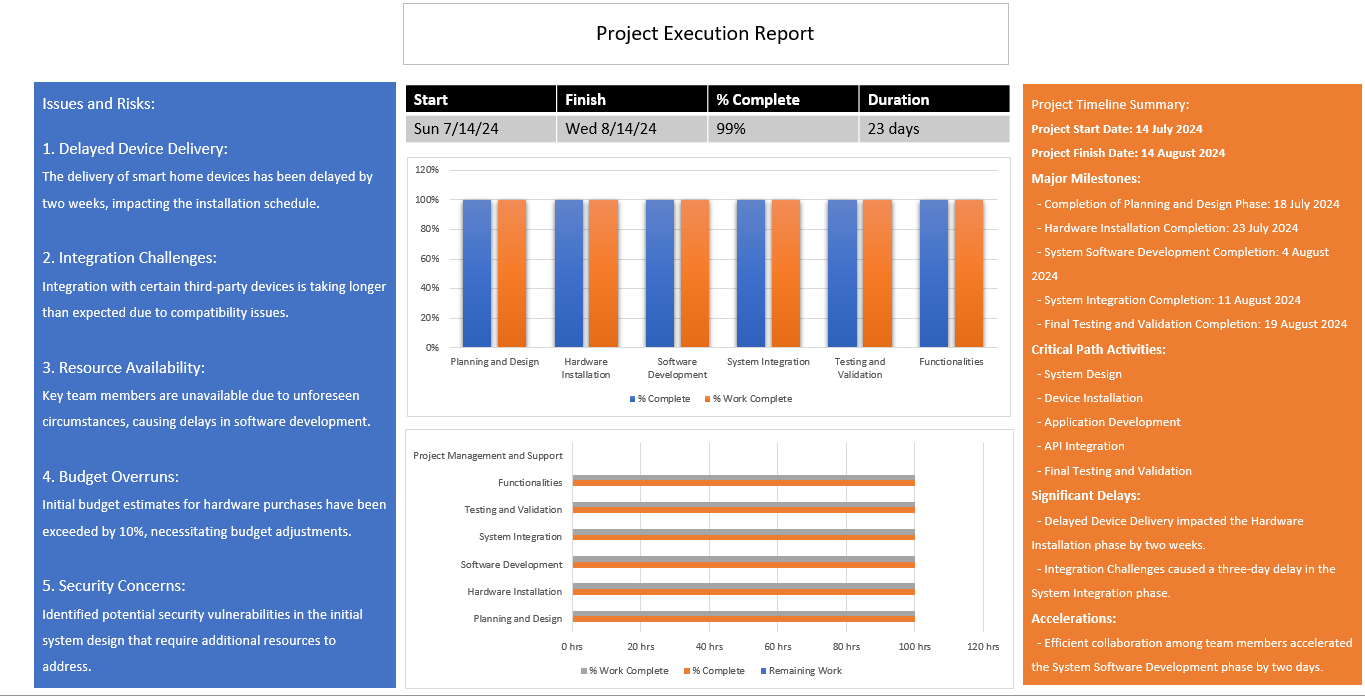 Project Execution Report
Issues and Risks:
1. Delayed Device Delivery:
The delivery of smart home devices has been delayed by
two weeks, impacting the installation schedule.
2. Integration Challenges:
Integration with certain third-party devices is taking longer
than expected due to compatibility issues.
3. Resource Availability:
Key team members are unavailable due to unforeseen
circumstances, causing delays in software development.
4. Budget Overruns:
Initial budget estimates for hardware purchases have been
exceeded by 10%, necessitating budget adjustments.
5. Security Concerns:
Identified potential security vulnerabilities in the initial
system design that require additional resources to
address.
Start Finish % Complete Duration
Sun 7/14/24 Wed 8/14/24 99% 23 days
120%
100%
80%
60%
40%
20%
0%
Planning and Design Hardware Software System Integration Testing and Functionalities
Installation Development Validation
% Complete % Work Complete
Project Management and Support
Functionalities
Testing and Validation
System Integration
Software Development
Hardware Installation
Planning and Design
0 hrs 20 hrs 40 hrs 60 hrs 80 hrs 100 hrs 120 hrs
% Work Complete % Complete Remaining Work
Project Timeline Summary:
Project Start Date: 14 July 2024
Project Finish Date: 14 August 2024
Major Milestones:
- Completion of Planning and Design Phase: 18 July 2024
- Hardware Installation Completion: 23 July 2024
- System Software Development Completion: 4 August
2024
- System Integration Completion: 11 August 2024
- Final Testing and Validation Completion: 19 August 2024
Critical Path Activities:
- System Design
- Device Installation
- Application Development
- API Integration
- Final Testing and Validation
Significant Delays:
- Delayed Device Delivery impacted the Hardware
Installation phase by two weeks.
- Integration Challenges caused a three-day delay in the
System Integration phase.
Accelerations:
- Efficient collaboration among team members accelerated
the System Software Development phase by two days.